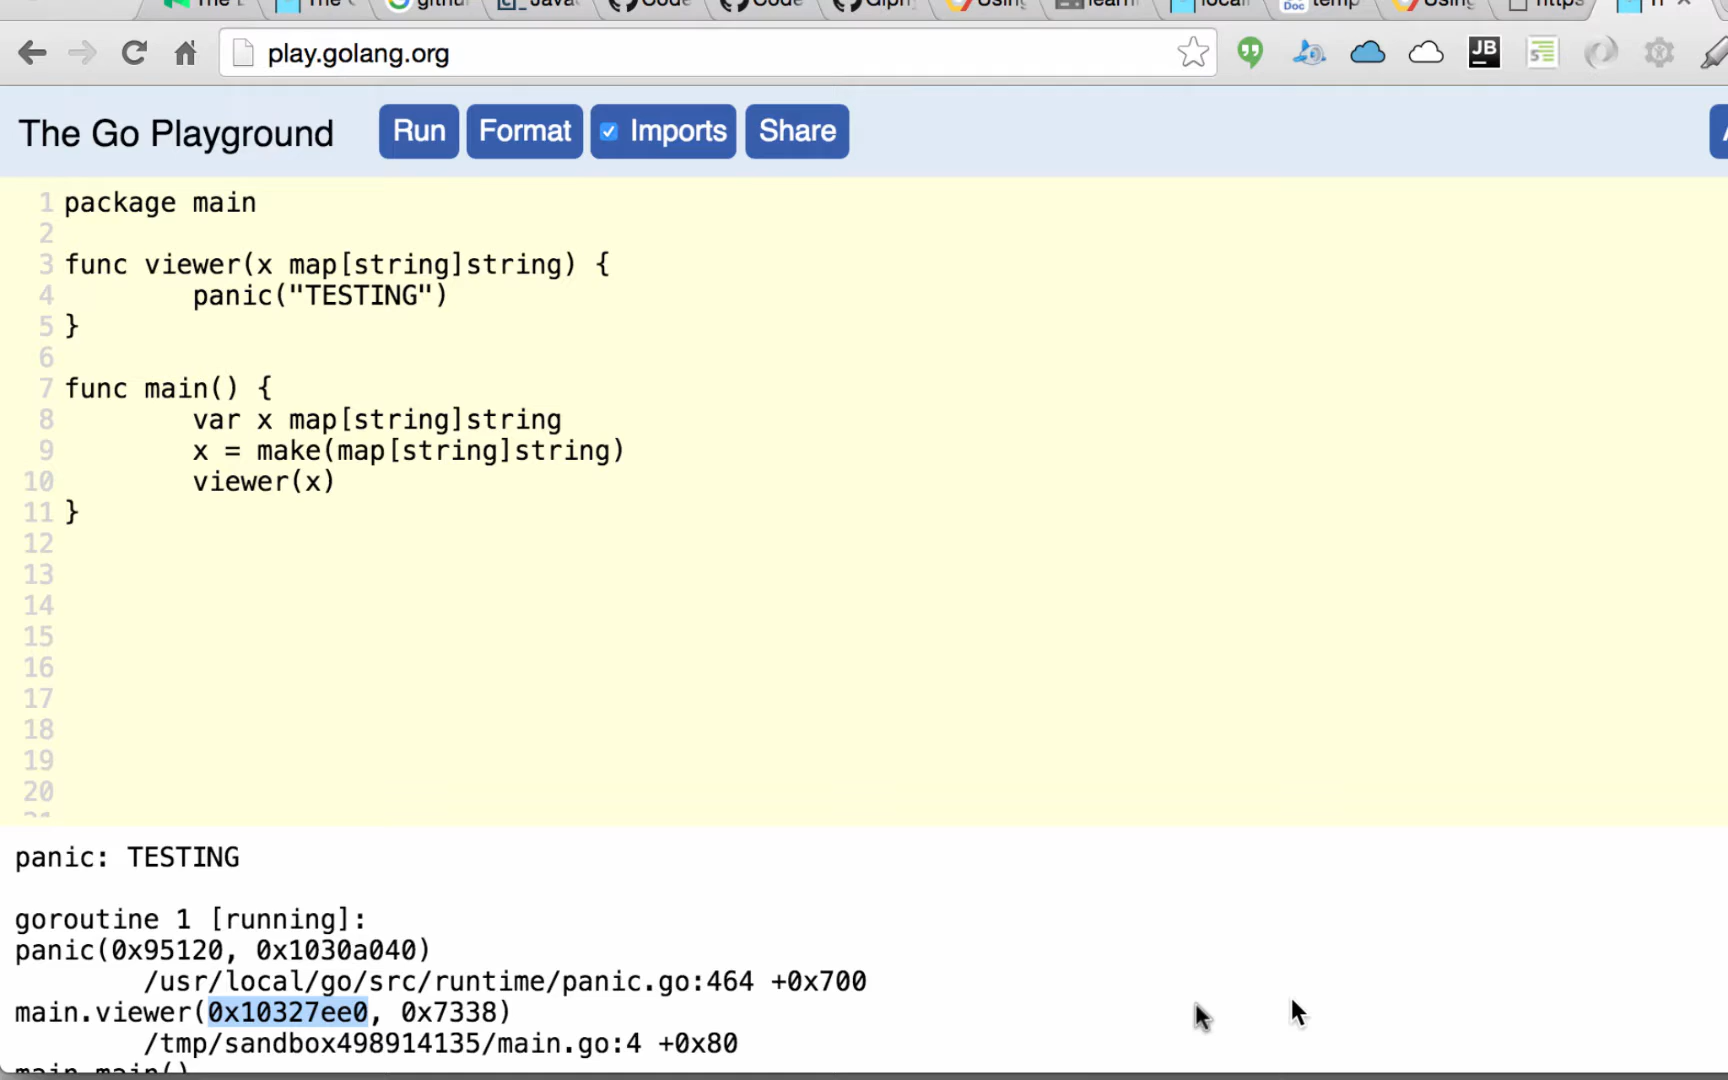 play.golang.org
JB
The Go Playground Run Format Imports Share
1 package main
2
3 func viewer(x map[string]string) {
4 panic("TESTING")
5 }
6
7 func main() {
8 var x map[string]string
9 x = make(map[string]string)
10 viewer(x)
11 }
12
13
14
15
16
17
18
19
20
panic: TESTING
goroutine 1 [running]:
panic(0x95120, 0x1030a040)
/usr/local/go/src/runtime/panic.go:464 +0x700
main.viewer(0x10327ee0, 0x7338)
/tmp/sandbox498914135/main.go:4 +0x80
main.main()